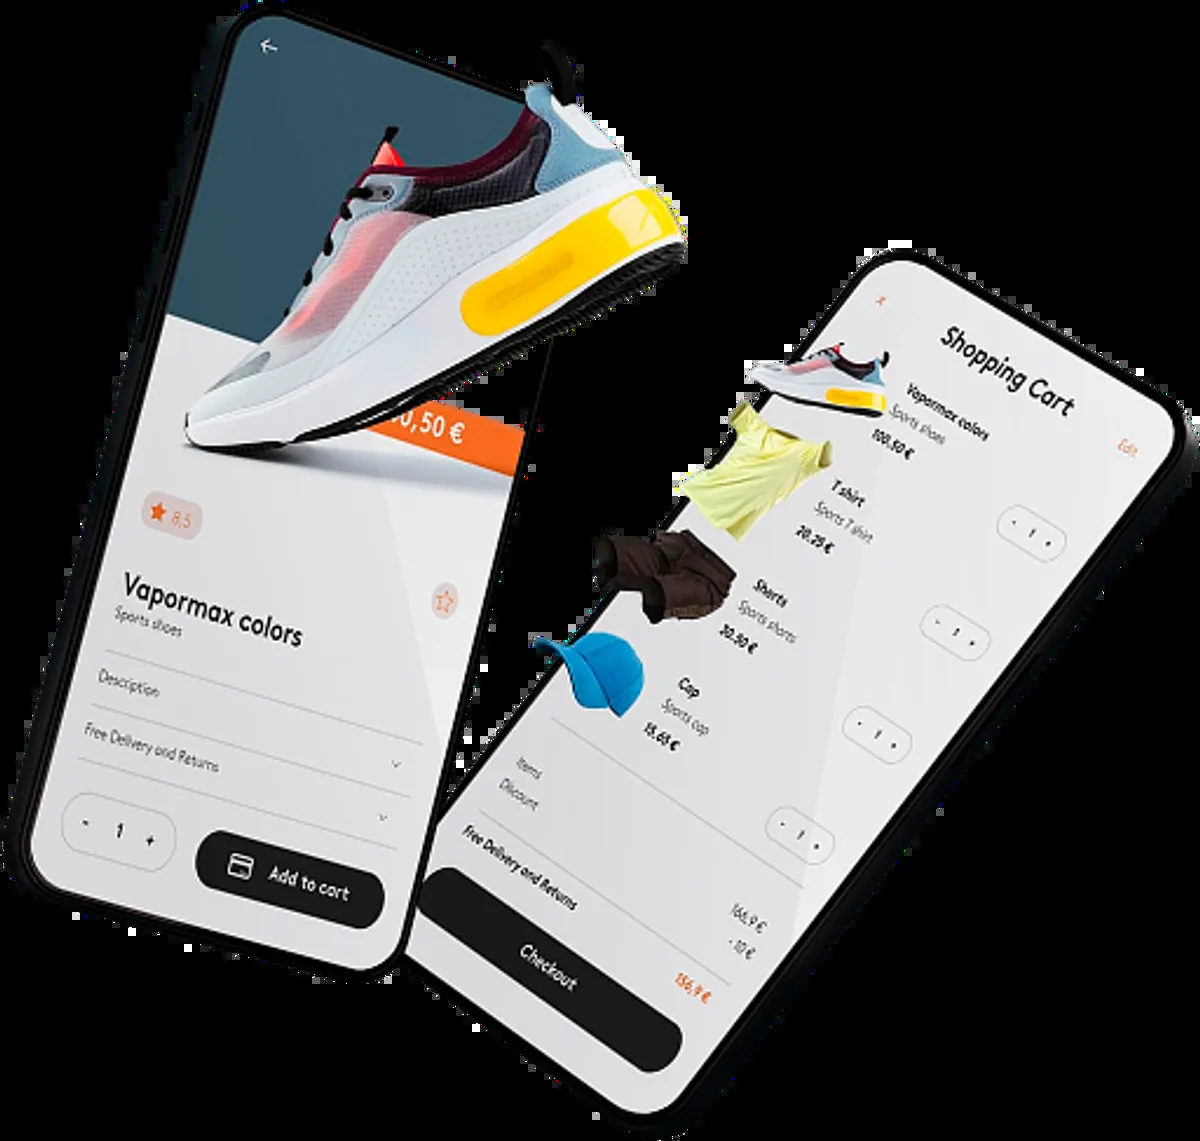 00,50 €
8,5
Vapormax colors
Sports shoes
Description
Free Delivery and Returns
- 1 +
Add to cart
Shopping Cart
Edit
Vapormax colors
Sports shoes
100.50 €
- 1 +
T shirt
Sports T shirt
20.25 €
- 1 +
Shorts
Sports shorts
30.50 €
- 1 +
Cap
Sports cap
15.65 €
- 1 +
Items
166,9 €
Discount
- 10 €
Free Delivery and Returns
156,9 €
Checkout